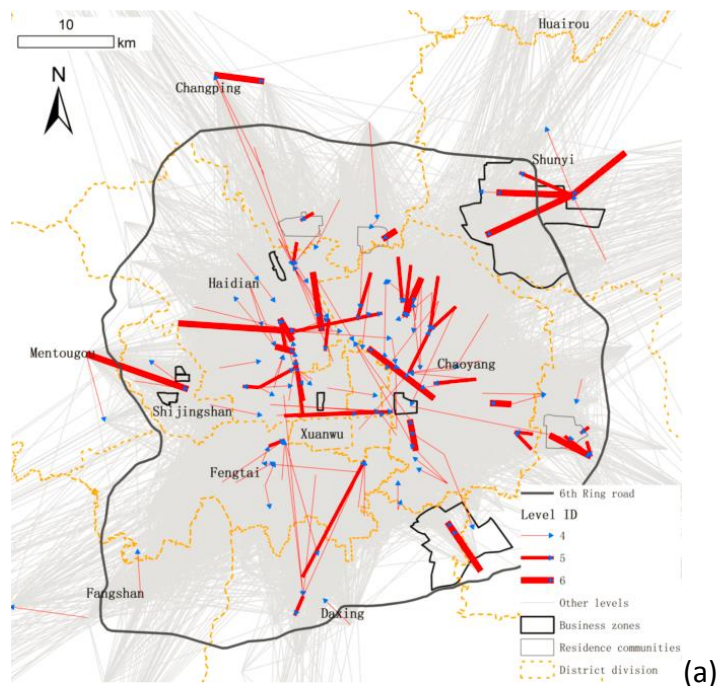 10
km
N
Huairou
Changping
Shunyi
Haidian
Mentougou
Chaoyang
Shijingshan
Xuanwu
Fengtai
Fangshan
Daxing
6th Ring road
Level ID
4
5
6
Other levels
Business zones
Residence communities
District division
(a)